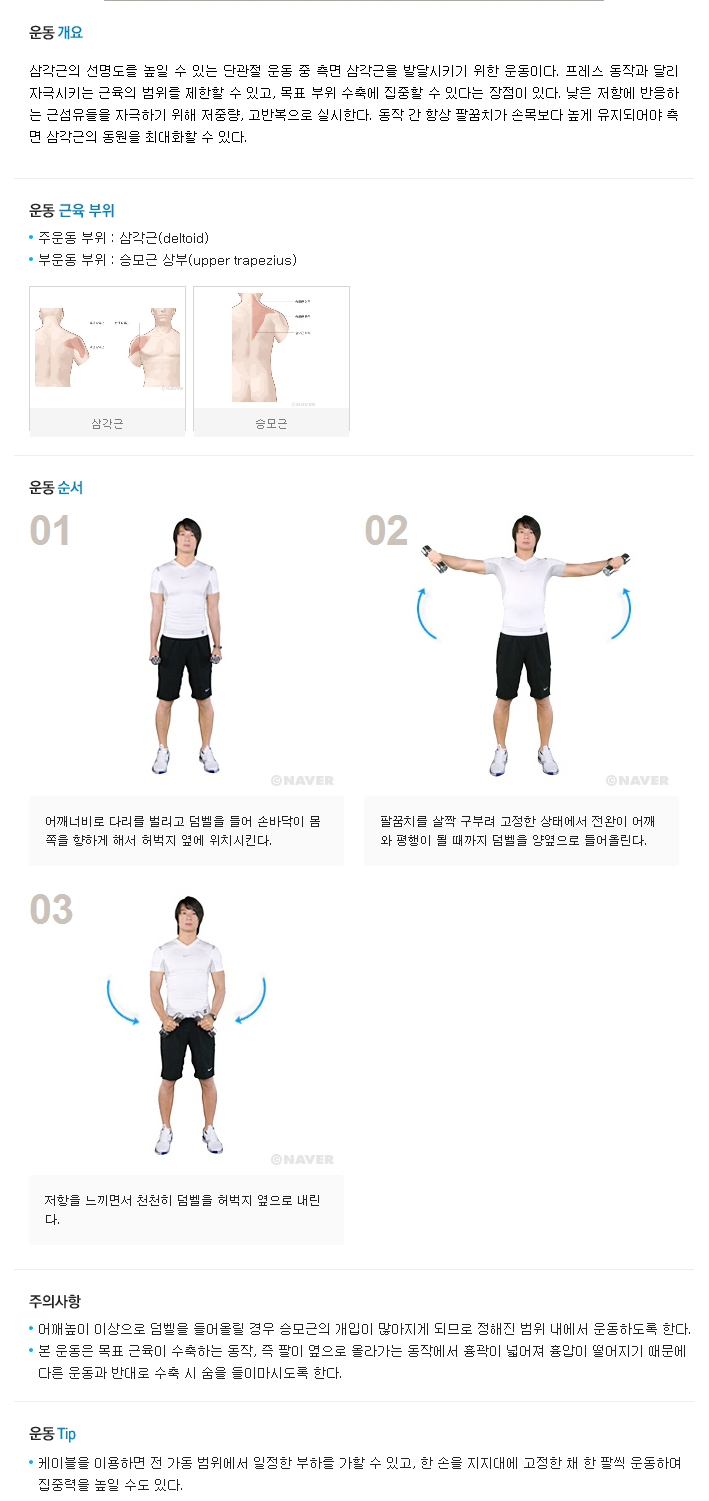 운동 개요
삼각근의 선명도를 높일 수 있는 단관절 운동 중 측면 삼각근을 발달시키기 위한 운동이다. 프레스 동작과 달리
자극시키는 근육의 범위를 제한할 수 있고, 목표 부위 수축에 집중할 수 있다는 장점이 있다. 낮은 저항에 반응하
는 근섬유들을 자극하기 위해 저중량, 고반복으로 실시한다. 동작 간 항상 팔꿈치가 손목보다 높게 유지되어야 측
면 삼각근의 동원을 최대화할 수 있다.
운동 근육 부위
주운동 부위 : 삼각근(deltoid)
부운동 부위 : 승모근 상부(upper trapezius)
©NAVER
©NAVER
삼각근
승모근
운동 순서
01
02
©NAVER
©NAVER
어깨너비로 다리를 벌리고 덤벨을 들어 손바닥이 몸
쪽을 향하게 해서 허벅지 옆에 위치시킨다.
팔꿈치를 살짝 구부려 고정한 상태에서 전완이 어깨
와 평행이 될 때까지 덤벨을 양옆으로 들어올린다.
03
©NAVER
저항을 느끼면서 천천히 덤벨을 허벅지 옆으로 내린
다.
주의사항
어깨높이 이상으로 덤벨을 들어올릴 경우 승모근의 개입이 많아지게 되므로 정해진 범위 내에서 운동하도록 한다.
본 운동은 목표 근육이 수축하는 동작, 즉 팔이 옆으로 올라가는 동작에서 흉곽이 넓어져 흉압이 떨어지기 때문에
다른 운동과 반대로 수축 시 숨을 들이마시도록 한다.
운동 Tip
케이블을 이용하면 전 가동 범위에서 일정한 부하를 가할 수 있고, 한 손을 지지대에 고정한 채 한 팔씩 운동하여
집중력을 높일 수도 있다.